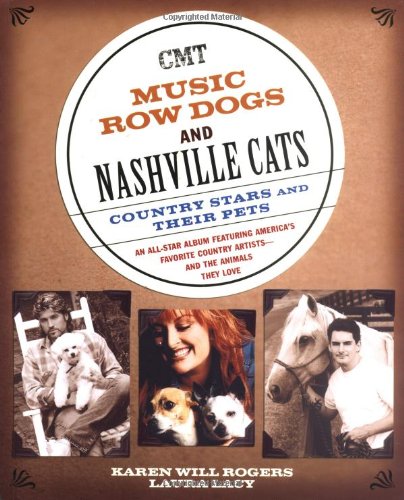 CMT
MUSIC
ROW DOGS
AND
NASHVILLE CATS
COUNTRY STARS AND
THEIR PETS
AN ALL-STAR ALBUM FEATURING AMERICA'S
FAVORITE COUNTRY ARTISTS—
AND THE ANIMALS
THEY LOVE
KAREN WILL ROGERS
LAURA LACY
Copyrighted Material